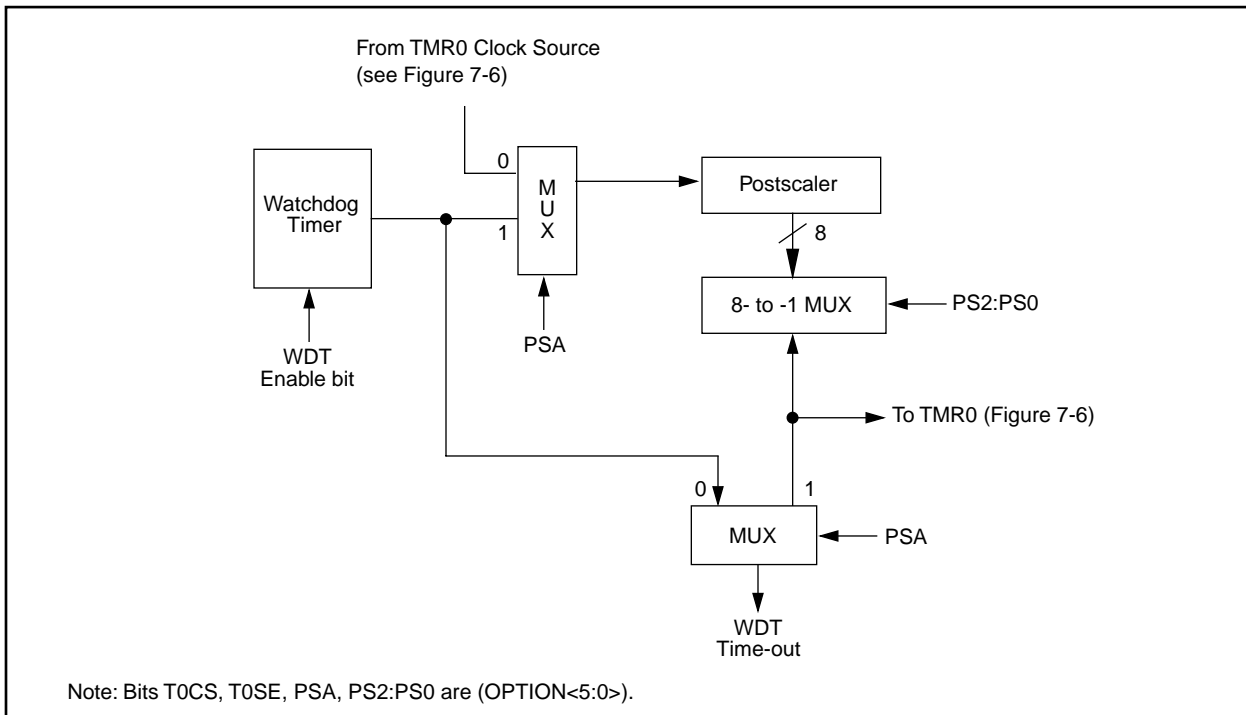 From TMR0 Clock Source
(see Figure 7-6)
0
M
U
X
1
Watchdog
Timer
Postscaler
8
8- to -1 MUX
PS2:PS0
PSA
WDT
Enable bit
To TMR0 (Figure 7-6)
0
1
MUX
PSA
WDT
Time-out
Note: Bits T0CS, T0SE, PSA, PS2:PS0 are (OPTION<5:0>).